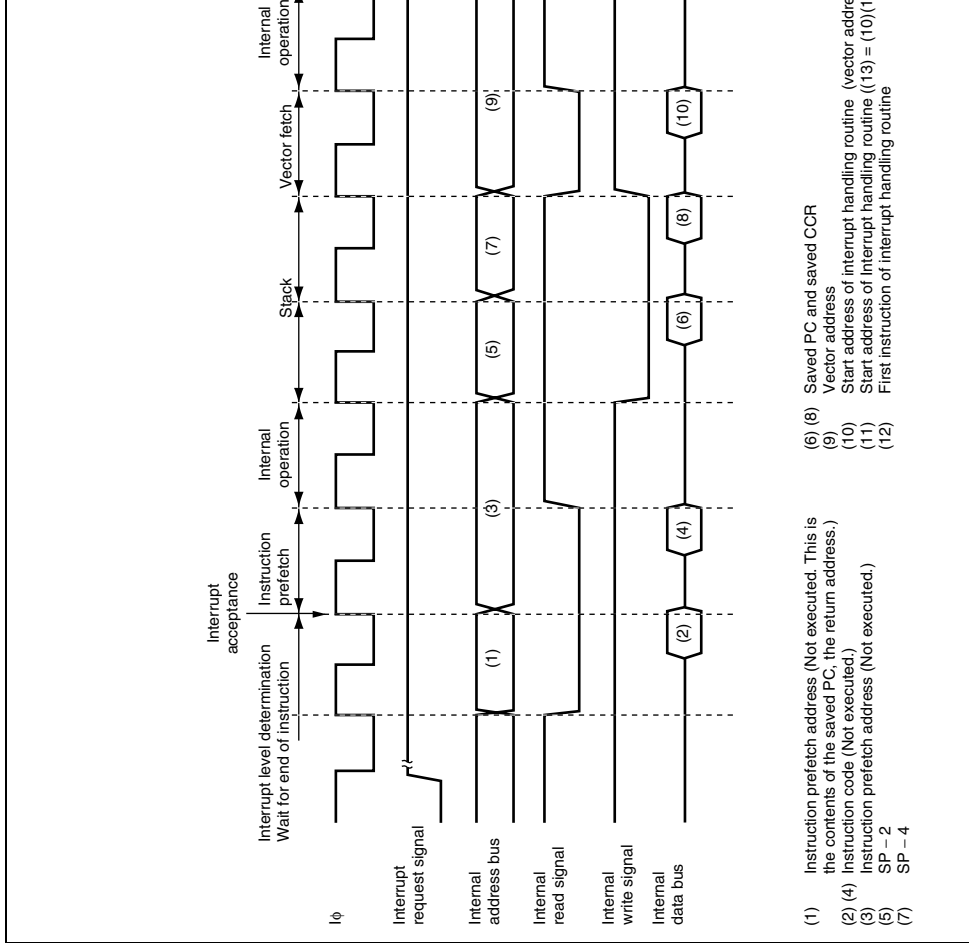 Interrupt
acceptance
Interrupt level determination
Wait for end of instruction
Instruction
prefetch
Internal
operation
Stack
Vector fetch
Internal
operation
Iφ
Interrupt
request signal
Internal
address bus
(1)
(3)
(5)
(7)
(9)
Internal
read signal
Internal
write signal
Internal
data bus
(2)
(4)
(6)
(8)
(10)
(1) Instruction prefetch address (Not executed. This is
the contents of the saved PC, the return address.)
(2) (4) Instruction code (Not executed.)
(3) Instruction prefetch address (Not executed.)
(5) SP – 2
(7) SP – 4
(6) (8) Saved PC and saved CCR
(9) Vector address
(10) Start address of interrupt handling routine (vector
(11) Start address of Interrupt handling routine ((13) =
(12) First instruction of interrupt handling routine